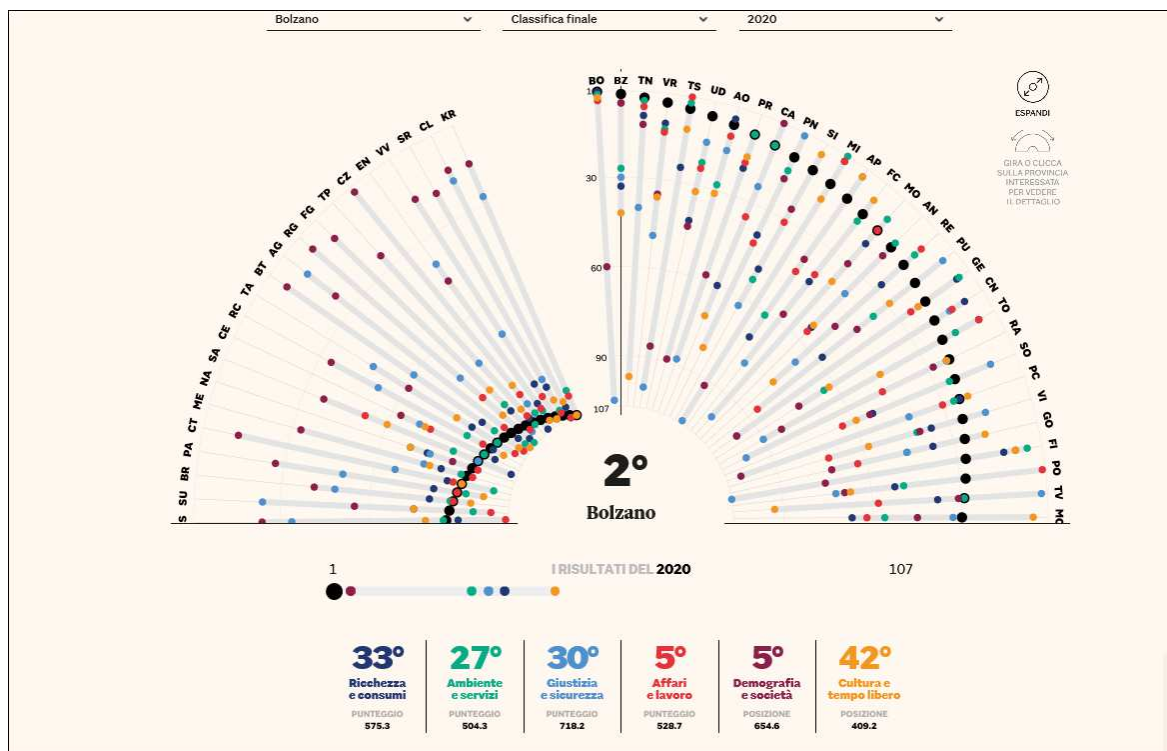 Bolzano
Classifica finale
2020
BO BZ TN VR TS UD AO PR CA PN SI MI AP FC MO AN RE PU GE CN TO RA SO PC VI GO FI PO TV
KR CL SR VV EN CZ TP FG RG AG BT TA RC CE SA NA ME CT PA BR SU
30
60
90
107
ESPANDI
GIRA O CLICCA
SULLA PROVINCIA
INTERESSATA
PER VEDERE
IL DETTAGLIO
2°
Bolzano
1
I RISULTATI DEL 2020
107
33° 27° 30° 5° 5° 42°
Ricchezza Ambiente Giustizia Affari Demografia Cultura e
e consumi e servizi e sicurezza e lavoro e società tempo libero
PUNTEGGIO PUNTEGGIO PUNTEGGIO PUNTEGGIO POSIZIONE POSIZIONE
575.3 504.3 718.2 528.7 654.6 409.2